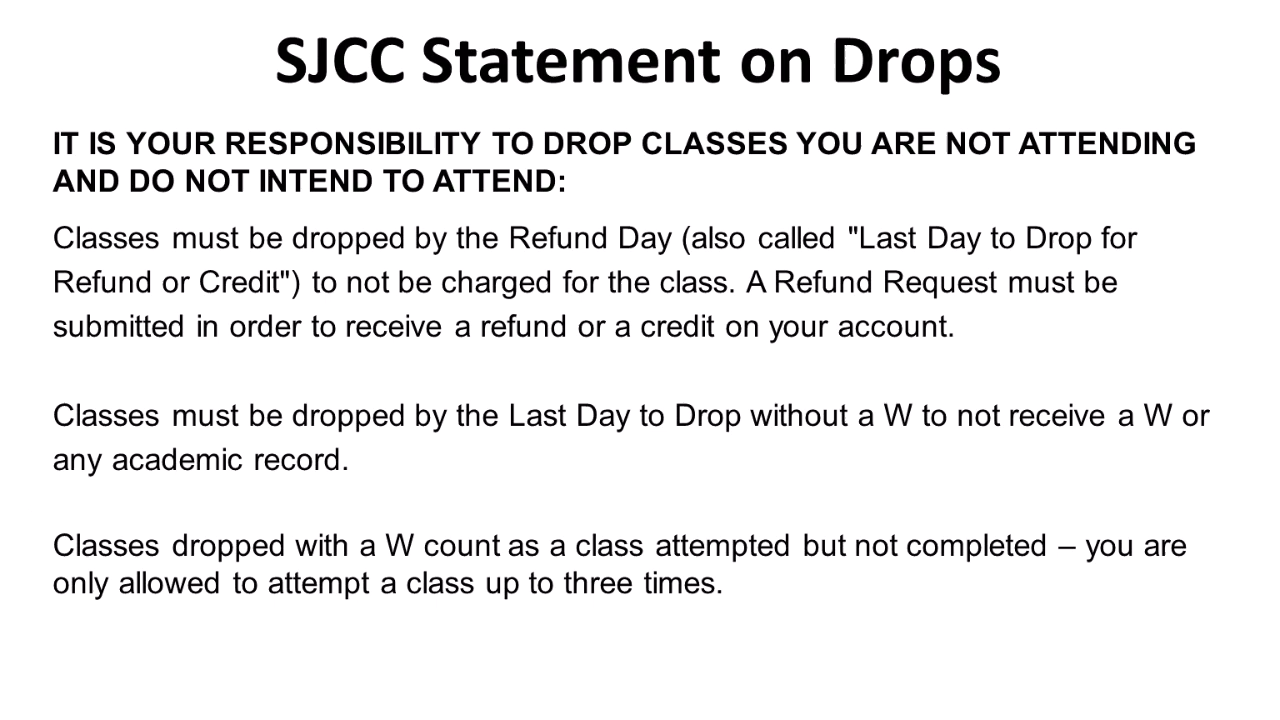 SJCC Statement on Drops
IT IS YOUR RESPONSIBILITY TO DROP CLASSES YOU ARE NOT ATTENDING
AND DO NOT INTEND TO ATTEND:
Classes must be dropped by the Refund Day (also called "Last Day to Drop for
Refund or Credit") to not be charged for the class. A Refund Request must be
submitted in order to receive a refund or a credit on your account.
Classes must be dropped by the Last Day to Drop without a W to not receive a W or
any academic record.
Classes dropped with a W count as a class attempted but not completed – you are
only allowed to attempt a class up to three times.